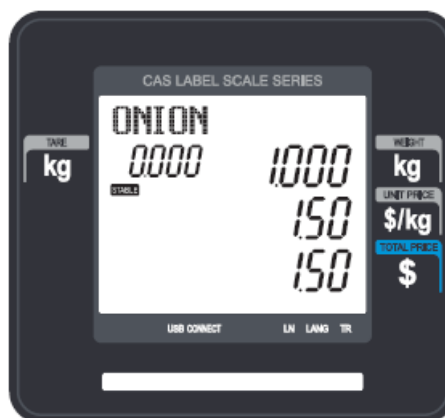 CAS LABEL SCALE SERIES
ONION
TARE
kg
0.000
1.000
WEIGHT
kg
STABLE
1.50
UNIT PRICE
$/kg
1.50
TOTAL PRICE
$
USB CONNECT LN LANG TR